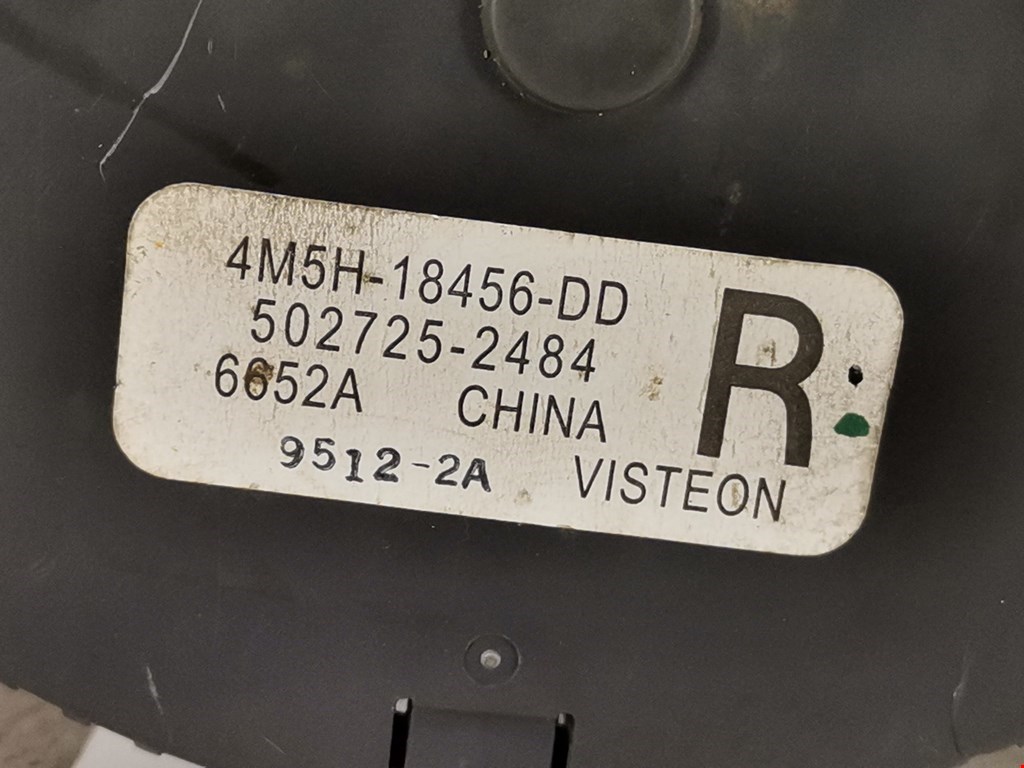 4M5H-18456-DD
502725-2484
6652A CHINA
R
9512-2A VISTEON